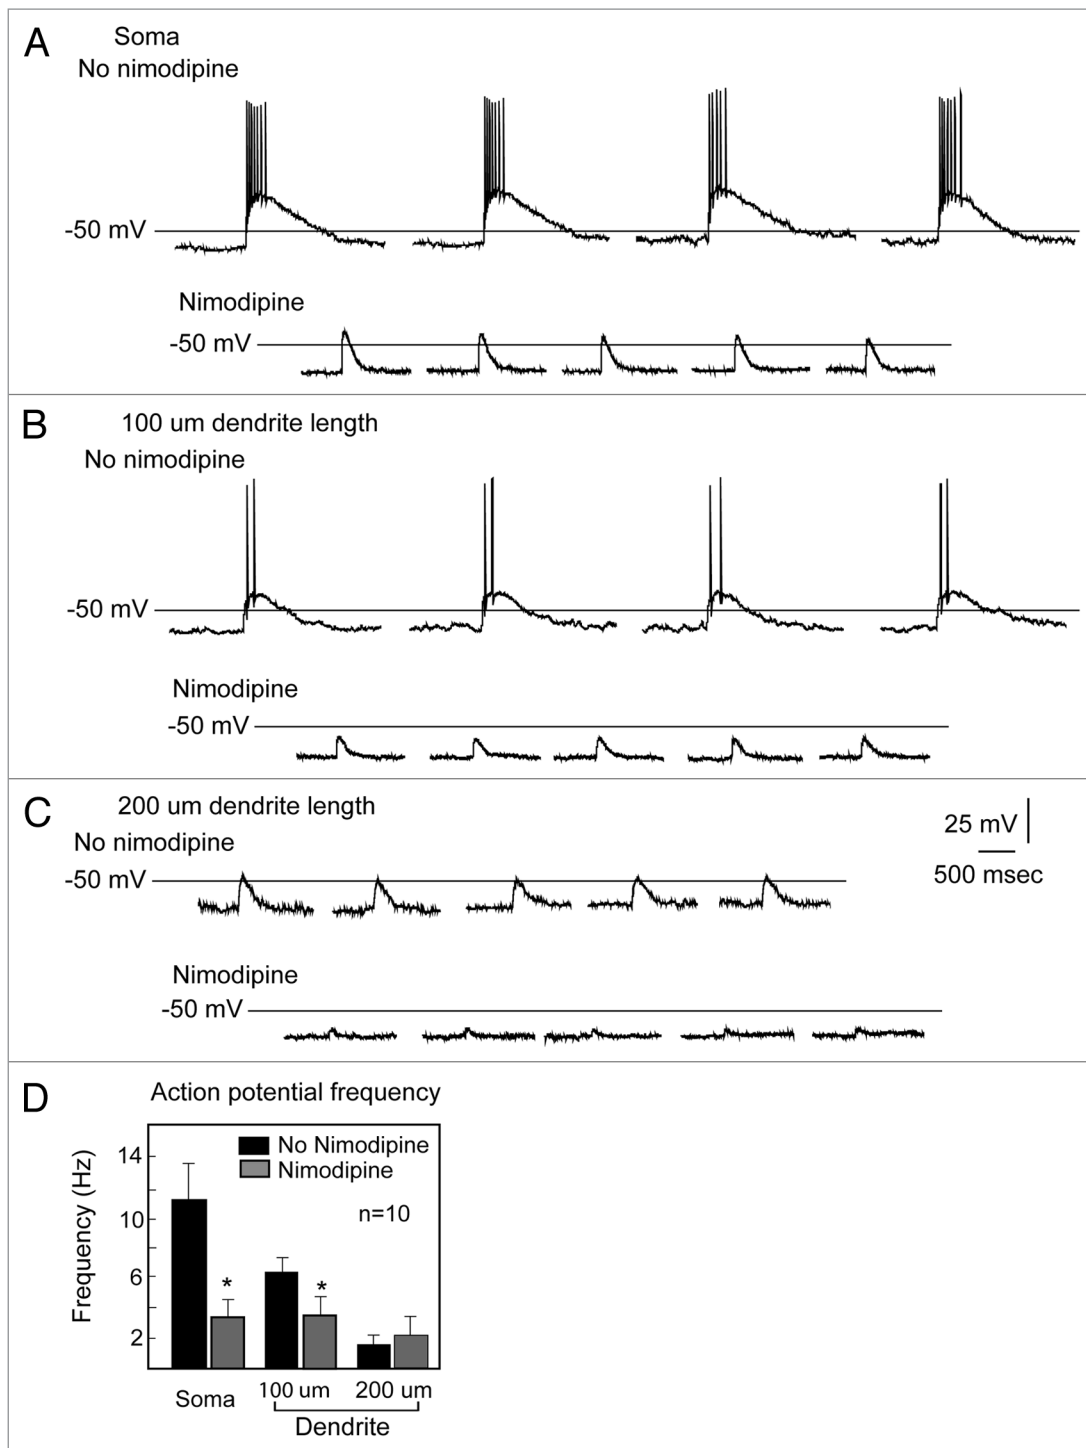 A
Soma
No nimodipine
-50 mV
Nimodipine
-50 mV
B
100 um dendrite length
No nimodipine
-50 mV
Nimodipine
-50 mV
C
200 um dendrite length
No nimodipine
-50 mV
25 mV
500 msec
Nimodipine
-50 mV
D
Action potential frequency
Frequency (Hz)
14
10
6
2
No Nimodipine
Nimodipine
n=10
*
*
Soma
100 um
200 um
Dendrite